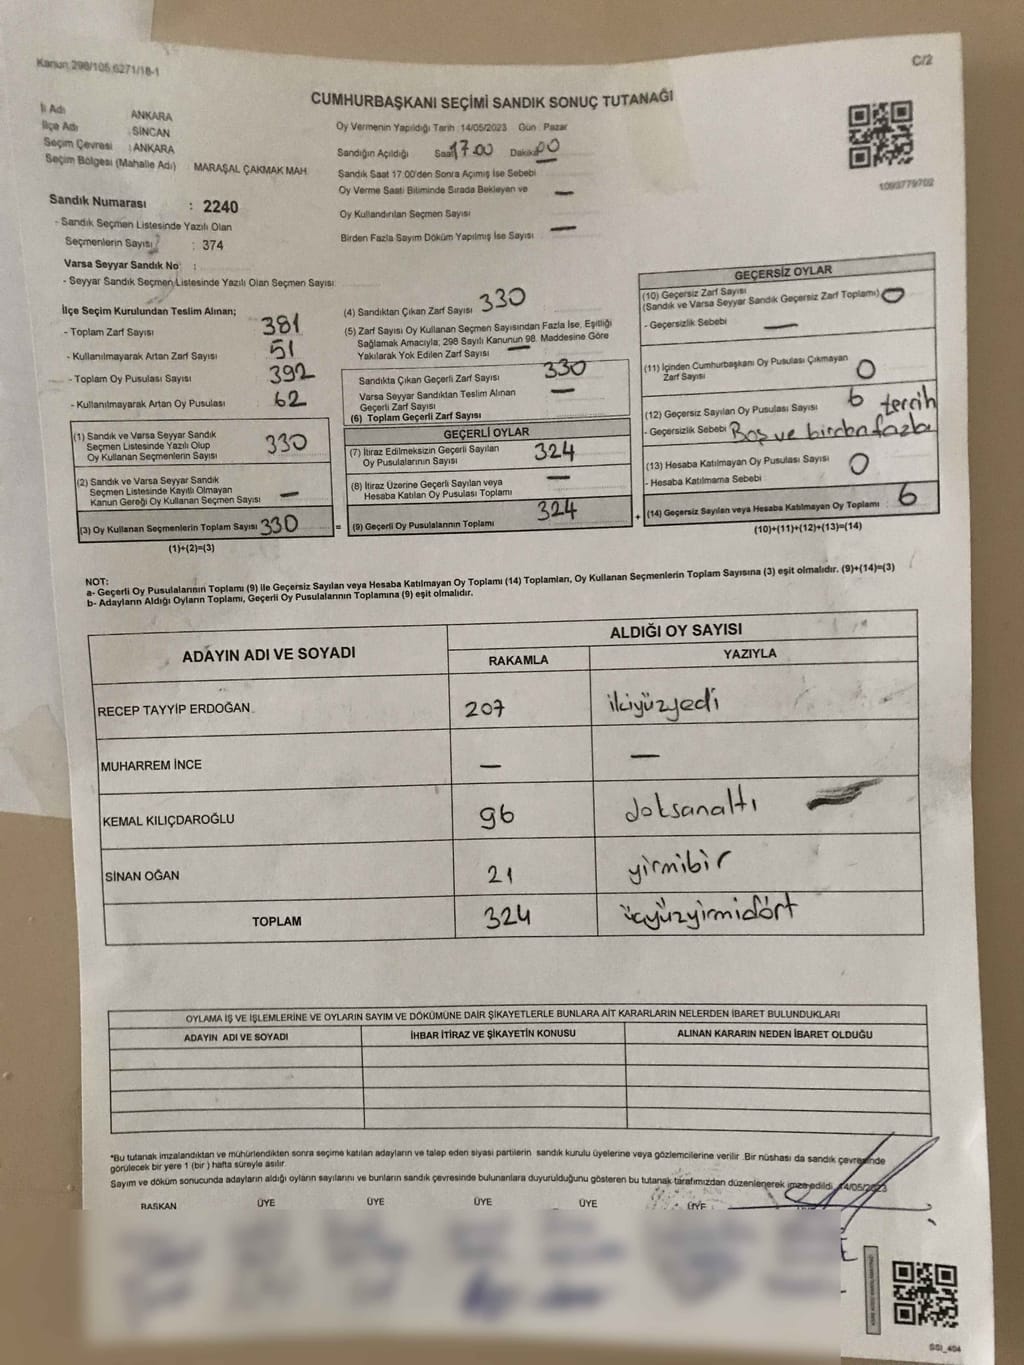 Kanun 298/105,6271/18-1
C/2
CUMHURBAŞKANI SEÇİMİ SANDIK SONUÇ TUTANAĞI
İl Adı ANKARA
İlçe Adı : SİNCAN
Seçim Çevresi : ANKARA
Seçim Bölgesi (Mahalle Adı) : MARAŞAL ÇAKMAK MAH.
Sandık Numarası : 2240
- Sandık Seçmen Listesinde Yazılı Olan
Seçmenlerin Sayısı : 374
Varsa Seyyar Sandık No :
- Seyyar Sandık Seçmen Listesinde Yazılı Olan Seçmen Sayısı:
Oy Vermenin Yapıldığı Tarih :14/05/2023 Gün : Pazar
Sandığın Açıldığı Saat 17.00 Dakika 00
Sandık Saat 17:00'den Sonra Açımış İse Sebebi
Oy Verme Saati Bitiminde Sırada Bekleyen ve —
Oy Kullandırılan Seçmen Sayısı
Birden Fazla Sayım Döküm Yapılmış İse Sayısı —
1093779702
İlçe Seçim Kurulundan Teslim Alınan;
- Toplam Zarf Sayısı 381
- Kullanılmayarak Artan Zarf Sayısı 51
- Toplam Oy Pusulası Sayısı 392
- Kullanılmayarak Artan Oy Pusulası 62
(1) Sandık ve Varsa Seyyar Sandık
Seçmen Listesinde Yazılı Olup
Oy Kullanan Seçmenlerin Sayısı 330
(2) Sandık ve Varsa Seyyar Sandık
Seçmen Listesinde Kayıtlı Olmayan
Kanun Gereği Oy Kullanan Seçmen Sayısı —
(3) Oy Kullanan Seçmenlerin Toplam Sayısı 330
(1)+(2)=(3)
(4) Sandıktan Çıkan Zarf Sayısı 330
(5) Zarf Sayısı Oy Kullanan Seçmen Sayısından Fazla İse, Eşitliği
Sağlamak Amacıyla; 298 Sayılı Kanunun 98. Maddesine Göre
Yakılarak Yok Edilen Zarf Sayısı —
Sandıkta Çıkan Geçerli Zarf Sayısı 330
Varsa Seyyar Sandıktan Teslim Alınan
Geçerli Zarf Sayısı —
(6) Toplam Geçerli Zarf Sayısı
GEÇERLİ OYLAR
(7) İtiraz Edilmeksizin Geçerli Sayılan
Oy Pusulalarının Sayısı 324
(8) İtiraz Üzerine Geçerli Sayılan veya
Hesaba Katılan Oy Pusulası Toplamı —
= (9) Geçerli Oy Pusulalarının Toplamı 324
GEÇERSİZ OYLAR
(10) Geçersiz Zarf Sayısı
(Sandık ve Varsa Seyyar Sandık Geçersiz Zarf Toplamı) 0
- Geçersizlik Sebebi —
(11) İçinden Cumhurbaşkanı Oy Pusulası Çıkmayan
Zarf Sayısı 0
(12) Geçersiz Sayılan Oy Pusulası Sayısı 6 tercih
- Geçersizlik Sebebi Boş ve birden fazla
(13) Hesaba Katılmayan Oy Pusulası Sayısı 0
- Hesaba Katılmama Sebebi :
+ (14) Geçersiz Sayılan veya Hesaba Katılmayan Oy Toplamı : 6
(10)+(11)+(12)+(13)=(14)
NOT:
a- Geçerli Oy Pusulalarının Toplamı (9) ile Geçersiz Sayılan veya Hesaba Katılmayan Oy Toplamı (14) Toplamları, Oy Kullanan Seçmenlerin Toplam Sayısına (3) eşit olmalıdır. (9)+(14)=(3)
b- Adayların Aldığı Oyların Toplamı, Geçerli Oy Pusulalarının Toplamına (9) eşit olmalıdır.
ADAYIN ADI VE SOYADI
ALDIĞI OY SAYISI
RAKAMLA YAZIYLA
RECEP TAYYİP ERDOĞAN 207 ikiyüzyedi
MUHARREM İNCE — —
KEMAL KILIÇDAROĞLU 96 doksanaltı
SİNAN OĞAN 21 yirmibir
TOPLAM 324 üçyüzyirmidört
OYLAMA İŞ VE İŞLEMLERİNE VE OYLARIN SAYIM VE DÖKÜMÜNE DAİR ŞİKAYETLERLE BUNLARA AİT KARARLARIN NELERDEN İBARET BULUNDUKLARI
ADAYIN ADI VE SOYADI İHBAR İTİRAZ VE ŞİKAYETİN KONUSU ALINAN KARARIN NEDEN İBARET OLDUĞU
*Bu tutanak imzalandıktan ve mühürlendikten sonra seçime katılan adayların ve talep eden siyasi partilerin sandık kurulu üyelerine veya gözlemcilerine verilir .Bir nüshası da sandık çevresinde
görülecek bir yere 1 (bir ) hafta süreyle asılır.
Sayım ve döküm sonucunda adayların aldığı oyların sayılarını ve bunların sandık çevresinde bulunanlara duyurulduğunu gösteren bu tutanak tarafımızdan düzenlenerek imza edildi. 14/05/2023
BAŞKAN ÜYE ÜYE ÜYE ÜYE ÜYE
SSI_404